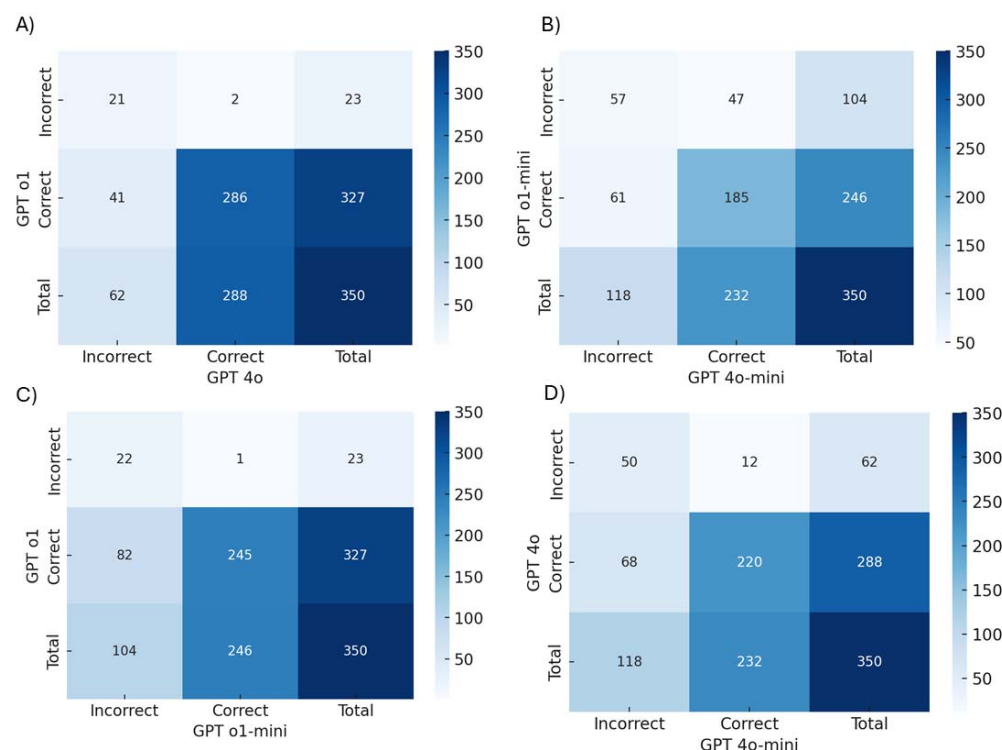 A)
350
300
250
200
150
100
50
Incorrect
21
2
23
GPT o1
Correct
41
286
327
Total
62
288
350
Incorrect
Correct
Total
GPT 4o
B)
350
300
250
200
150
100
50
Incorrect
57
47
104
GPT o1-mini
Correct
61
185
246
Total
118
232
350
Incorrect
Correct
Total
GPT 4o-mini
C)
350
300
250
200
150
100
50
Incorrect
22
1
23
GPT o1
Correct
82
245
327
Total
104
246
350
Incorrect
Correct
Total
GPT o1-mini
D)
350
300
250
200
150
100
50
Incorrect
50
12
62
GPT 4o
Correct
68
220
288
Total
118
232
350
Incorrect
Correct
Total
GPT 4o-mini